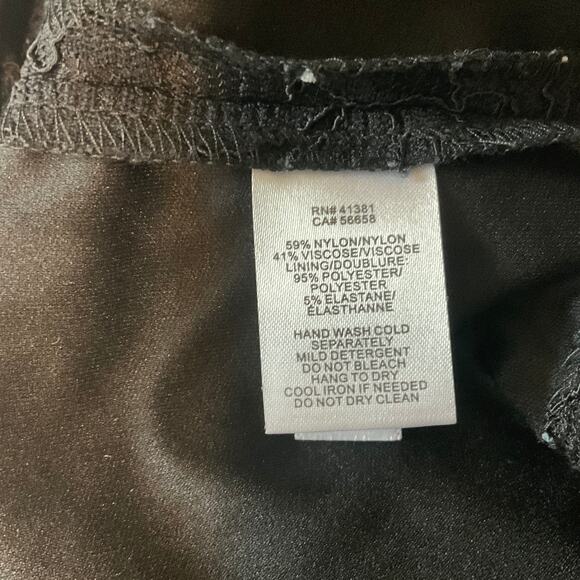 RN# 41381
CA# 56658
59% NYLON/NYLON
41% VISCOSE/VISCOSE
LINING/DOUBLURE:
95% POLYESTER/
POLYESTER
5% ELASTANE/
ÉLASTHANNE
HAND WASH COLD
SEPARATELY
MILD DETERGENT
DO NOT BLEACH
HANG TO DRY
COOL IRON IF NEEDED
DO NOT DRY CLEAN